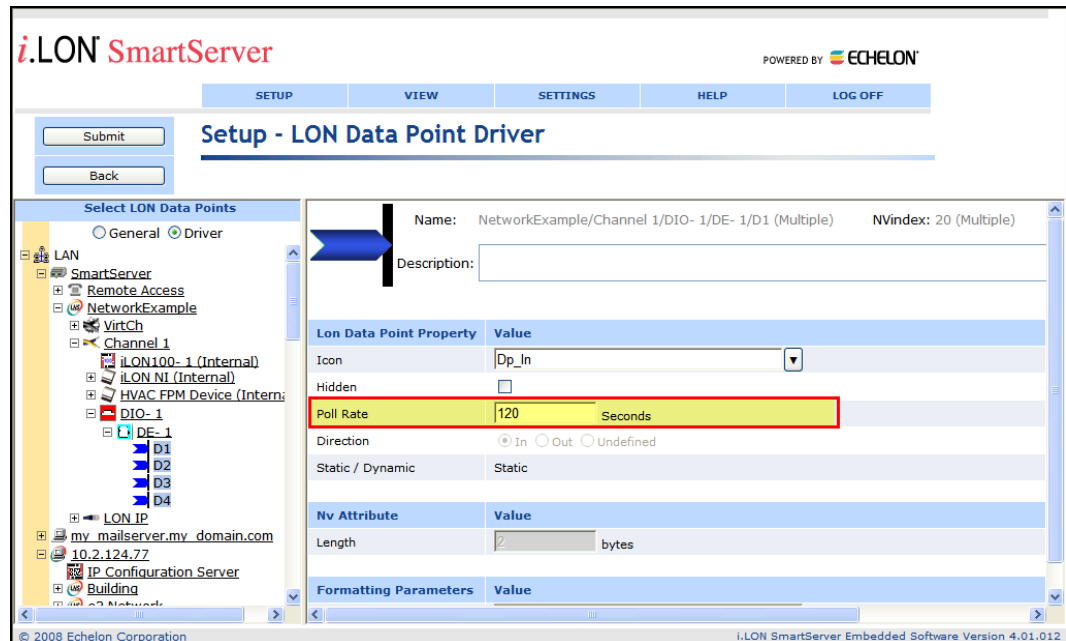 i.LON SmartServer
POWERED BY ECHELON
SETUP VIEW SETTINGS HELP LOG OFF
Submit
Setup - LON Data Point Driver
Back
Select LON Data Points
General Driver
LAN
SmartServer
Remote Access
NetworkExample
VirtCh
Channel 1
iLON100- 1 (Internal)
iLON NI (Internal)
HVAC FPM Device (Interna
DIO- 1
DE- 1
D1
D2
D3
D4
LON IP
my_mailserver.my_domain.com
10.2.124.77
IP Configuration Server
Building
Name: NetworkExample/Channel 1/DIO- 1/DE- 1/D1 (Multiple) NVindex: 20 (Multiple)
Description:
Lon Data Point Property Value
Icon Dp_In
Hidden
Poll Rate 120 Seconds
Direction In Out Undefined
Static / Dynamic Static
Nv Attribute Value
Length 2 bytes
Formatting Parameters Value
© 2008 Echelon Corporation
i.LON SmartServer Embedded Software Version 4.01.012